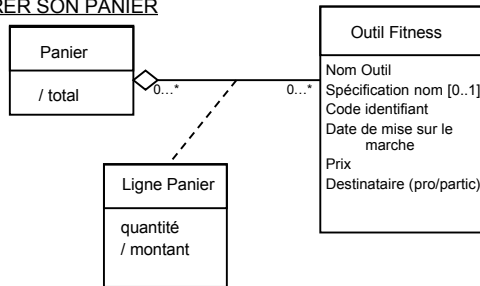 RER SON PANIER
Panier
/ total
0…*
0…*
Outil Fitness
Nom Outil
Spécification nom [0..1]
Code identifiant
Date de mise sur le
marche
Prix
Destinataire (pro/partic)
Ligne Panier
quantité
/ montant